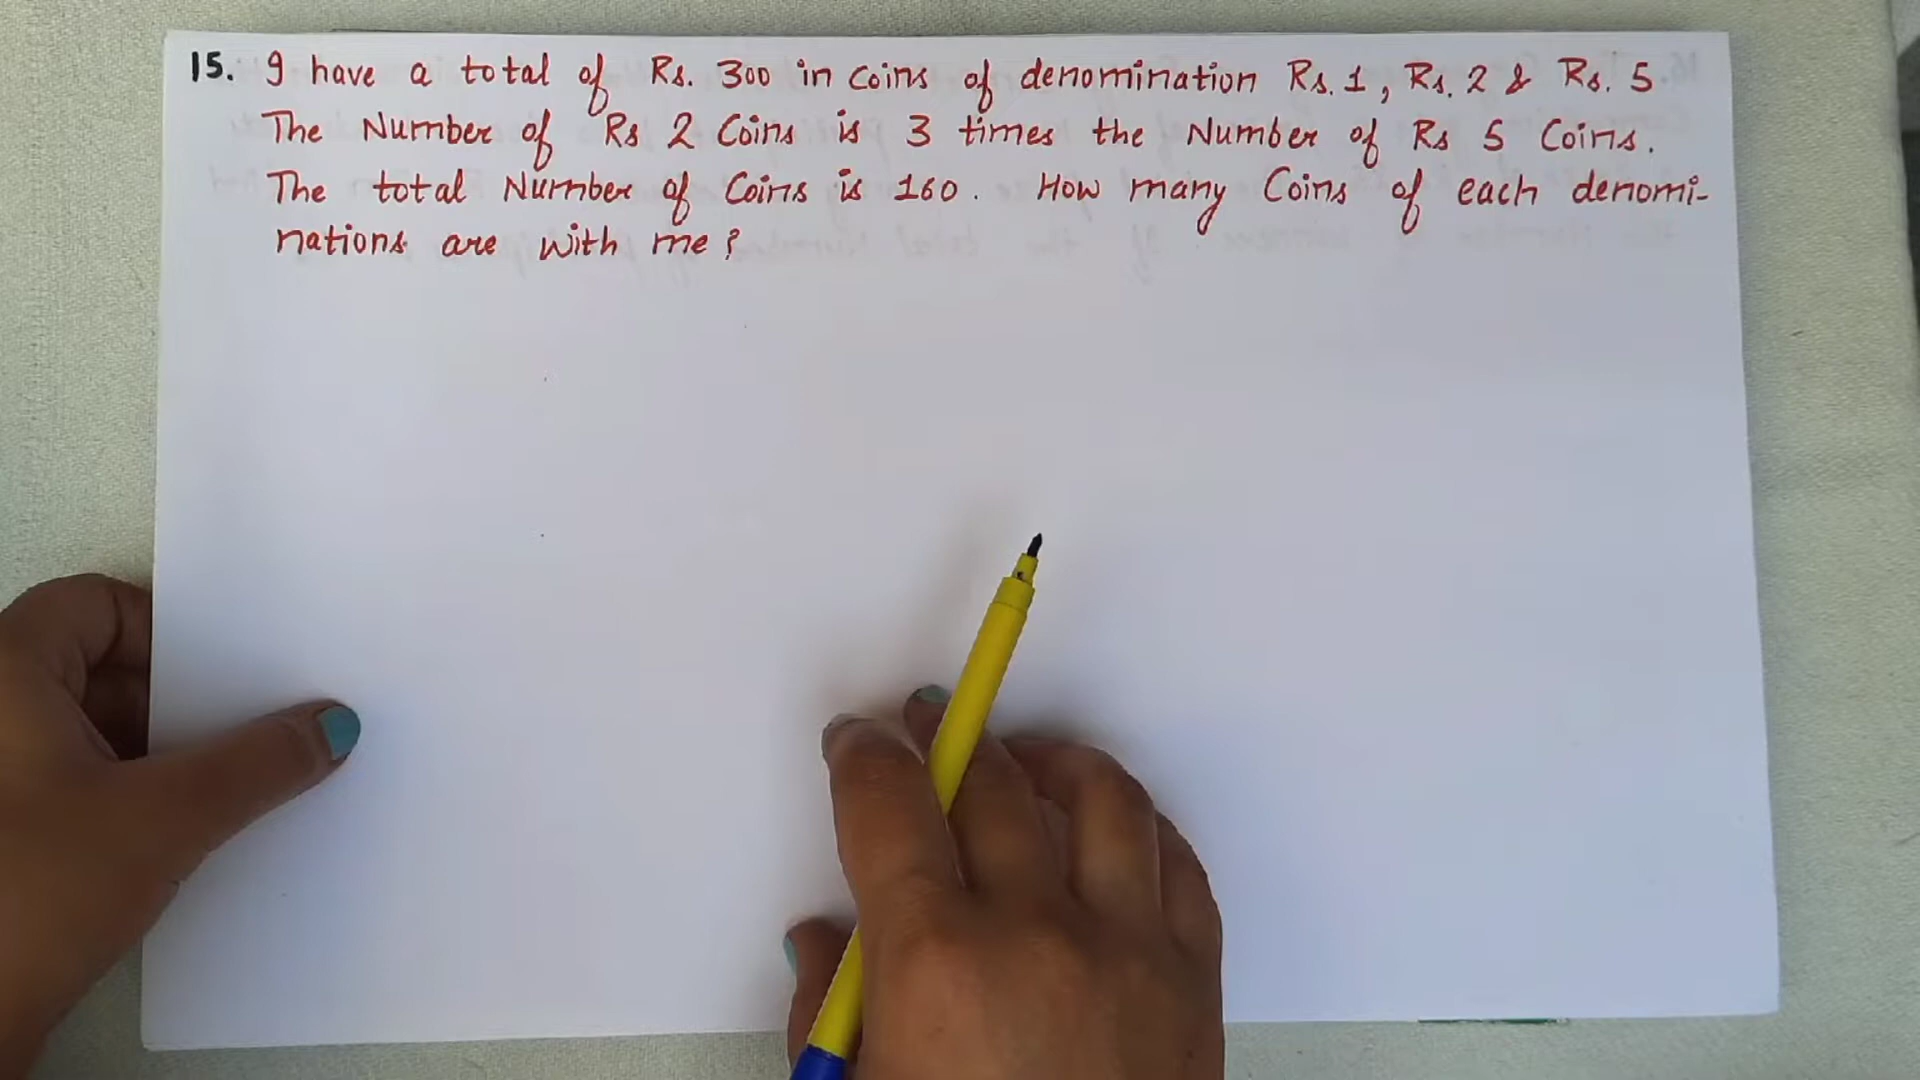 15. I have a total of Rs. 300 in coins of denomination Rs. 1, Rs. 2 & Rs. 5
The Number of Rs 2 Coins is 3 times the Number of Rs 5 Coins.
The total Number of Coins is 160. How many Coins of each denomi-
nations are with me?